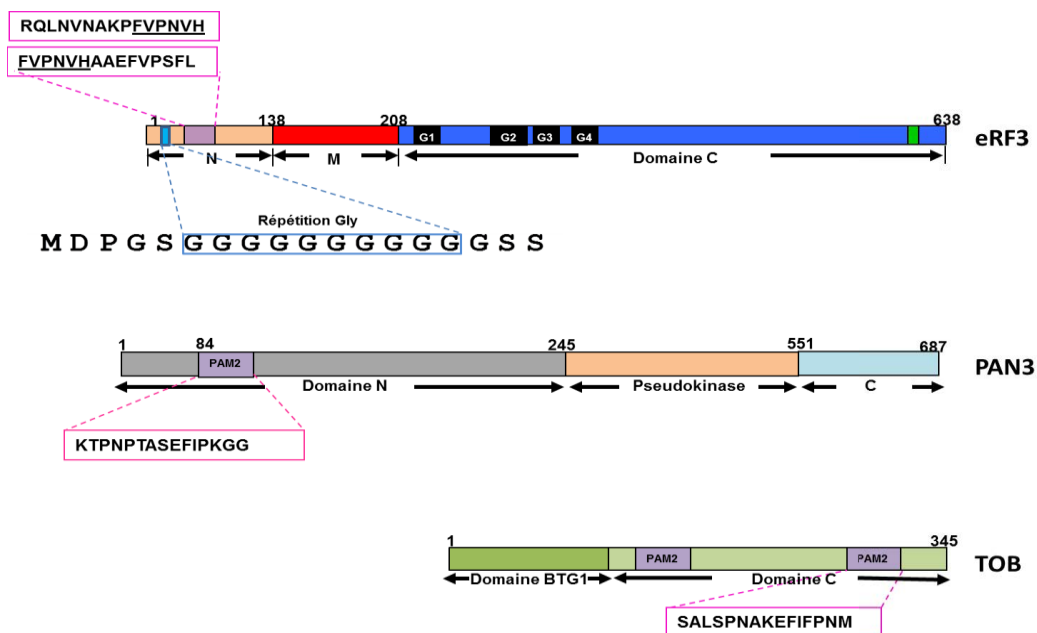 RQLNVNAKPFVPNVH
FVPNVHAAEFVPSFL
1 138 208 638
G1 G2 G3 G4
eRF3
N M Domaine C
Répétition Gly
M D P G S G G G G G G G G G G G S S
1 84 245 551 687
PAM2
PAN3
Domaine N Pseudokinase C
KTPNPTASEFIPKGG
1 345
PAM2 PAM2
TOB
Domaine BTG1 Domaine C
SALSPNAKEFIFPNM